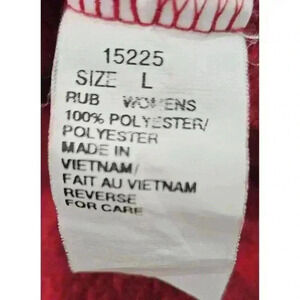 15225
SIZE L
RUB WOMENS
100% POLYESTER/
POLYESTER
MADE IN
VIETNAM/
FAIT AU VIETNAM
REVERSE
FOR CARE